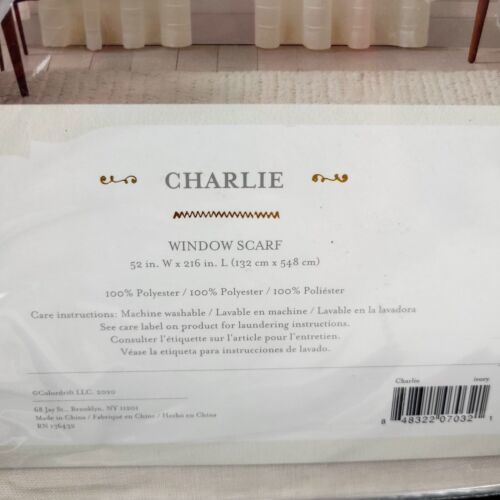 CHARLIE
WINDOW SCARF
52 in. W x 216 in. L (132 cm x 548 cm)
100% Polyester / 100% Polyester / 100% Poliéster
Care instructions: Machine washable / Lavable en machine / Lavable en la lavadora
See care label on product for laundering instructions.
Consulter l'étiquette sur l'article pour l'entretien.
Véase la etiqueta para instrucciones de lavado.
©Colordrift LLC. 2020
68 Jay St., Brooklyn, NY 11201
Made in China / Fabriqué en Chine / Hecho en China
RN 136432
Charlie ivory
8 48322 07032 1